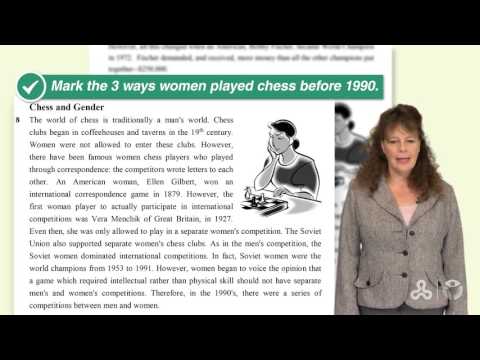 However, all this changed when an American, Bobby Fischer, became World Champion
in 1972. Fischer demanded, and received, more money than all the other champions put
together--$250,000.
Mark the 3 ways women played chess before 1990.
Chess and Gender
8 The world of chess is traditionally a man's world. Chess
clubs began in coffeehouses and taverns in the 19th century.
Women were not allowed to enter these clubs. However,
there have been famous women chess players who played
through correspondence: the competitors wrote letters to each
other. An American woman, Ellen Gilbert, won an
international correspondence game in 1879. However, the
first woman player to actually participate in international
competitions was Vera Menchik of Great Britain, in 1927.
Even then, she was only allowed to play in a separate women's competition. The Soviet
Union also supported separate women's chess clubs. As in the men's competition, the
Soviet women dominated international competitions. In fact, Soviet women were the
world champions from 1953 to 1991. However, women began to voice the opinion that
a game which required intellectual rather than physical skill should not have separate
men's and women's competitions. Therefore, in the 1990's, there were a series of
competitions between men and women.